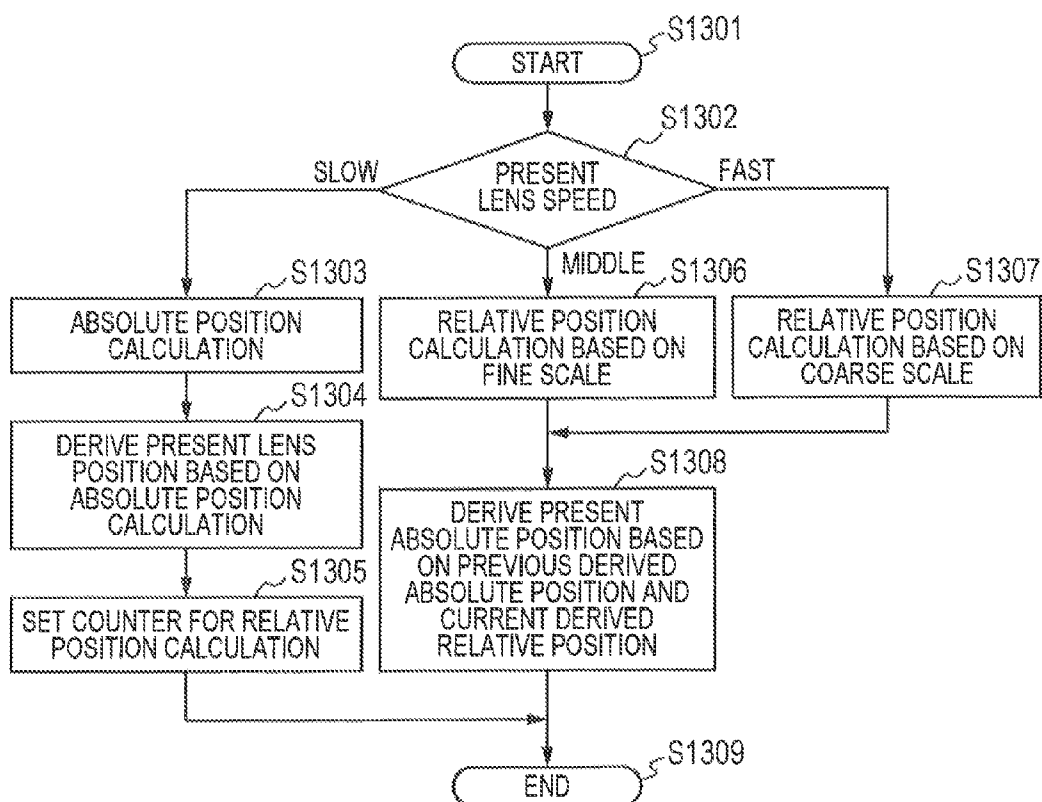 S1301
START
S1302
SLOW
PRESENT
LENS SPEED
FAST
MIDDLE
S1303
ABSOLUTE POSITION
CALCULATION
S1306
RELATIVE POSITION
CALCULATION BASED ON
FINE SCALE
S1307
RELATIVE POSITION
CALCULATION BASED ON
COARSE SCALE
S1304
DERIVE PRESENT LENS
POSITION BASED ON
ABSOLUTE POSITION
CALCULATION
S1305
SET COUNTER FOR RELATIVE
POSITION CALCULATION
S1308
DERIVE PRESENT
ABSOLUTE POSITION BASED
ON PREVIOUS DERIVED
ABSOLUTE POSITION AND
CURRENT DERIVED
RELATIVE POSITION
S1309
END